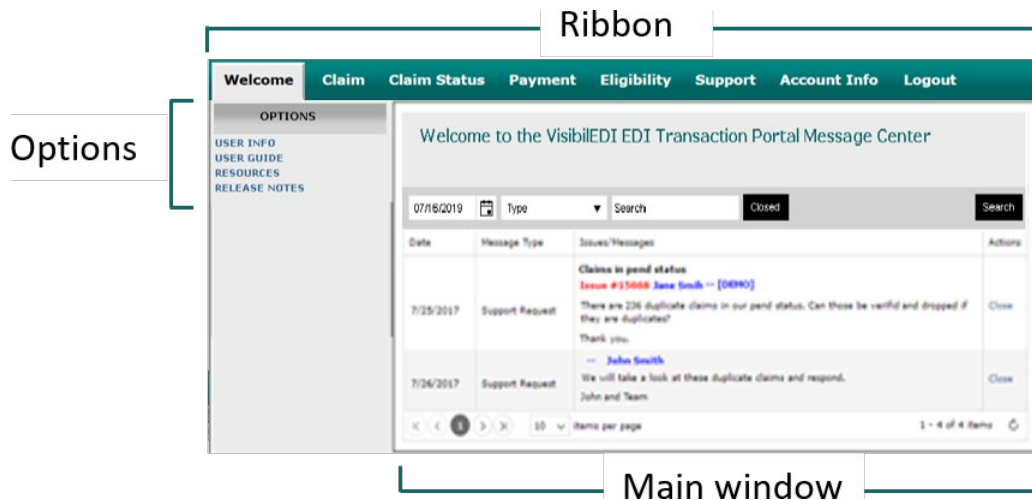 Ribbon
Welcome Claim Claim Status Payment Eligibility Support Account Info Logout
Options
OPTIONS
USER INFO
USER GUIDE
RESOURCES
RELEASE NOTES
Welcome to the VisibilEDI EDI Transaction Portal Message Center
07/16/2019 Type Search Closed Search
Date Message Type Issues/Messages Actions
Claims in pend status
Issue #15668 Jane Smih -- [DEMO]
7/25/2017 Support Request There are 236 duplicate claims in our pend status. Can those be verifid and dropped if Close
they are duplicates?
Thank you.
-- John Smith
7/26/2017 Support Request We will take a look at these duplicate claims and respond. Close
John and Team
1 10 items per page 1 - 4 of 4 items
Main window